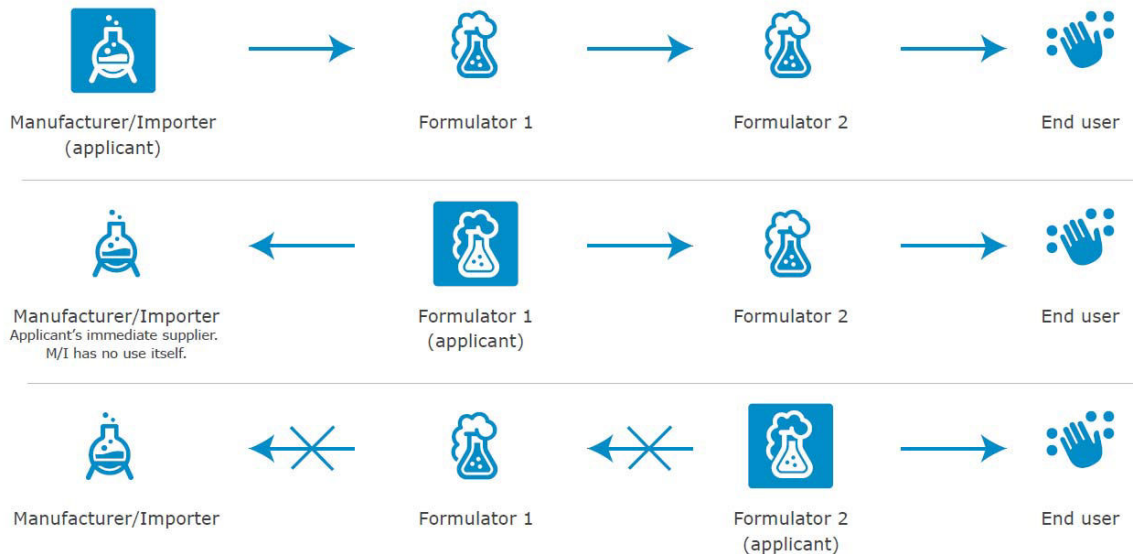 Manufacturer/Importer
(applicant)
Formulator 1
Formulator 2
End user
Manufacturer/Importer
Applicant's immediate supplier.
M/I has no use itself.
Formulator 1
(applicant)
Formulator 2
End user
Manufacturer/Importer
Formulator 1
Formulator 2
(applicant)
End user